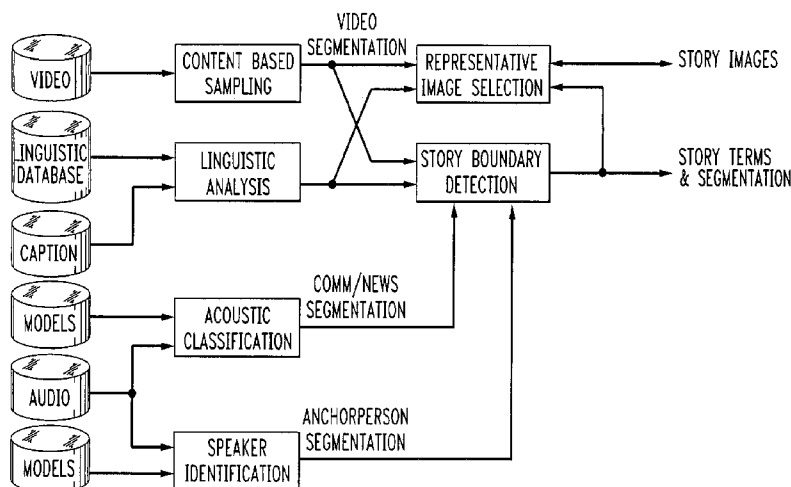 VIDEO
CONTENT BASED
SAMPLING
VIDEO
SEGMENTATION
REPRESENTATIVE
IMAGE SELECTION
STORY IMAGES
LINGUISTIC
DATABASE
LINGUISTIC
ANALYSIS
STORY BOUNDARY
DETECTION
STORY TERMS
& SEGMENTATION
CAPTION
MODELS
ACOUSTIC
CLASSIFICATION
COMM/NEWS
SEGMENTATION
AUDIO
MODELS
SPEAKER
IDENTIFICATION
ANCHORPERSON
SEGMENTATION